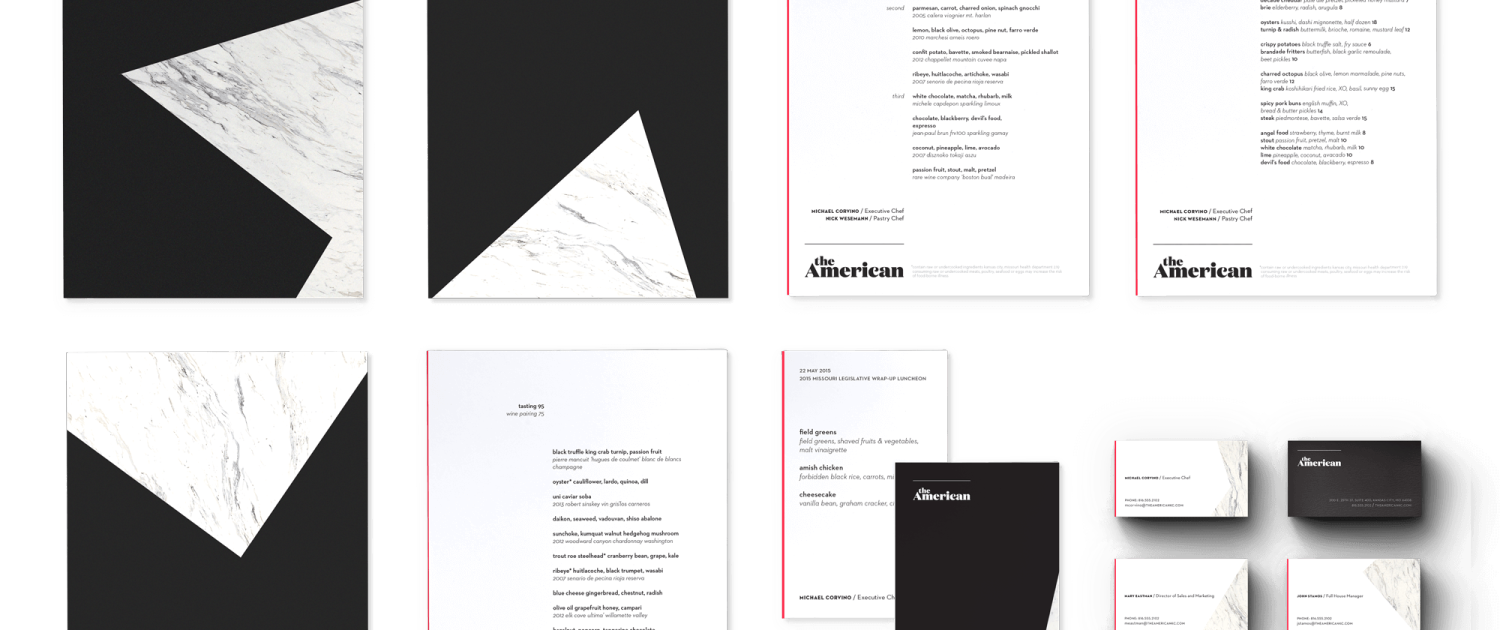 second
parmesan, carrot, charred onion, spinach gnocchi
2005 calera viognier mt. harlan
lemon, black olive, octopus, pine nut, farro verde
2010 marchesi arneis roero
confit potato, bavette, smoked bearnaise, pickled shallot
2012 chappellet mountain cuvee napa
ribeye, huitlacoche, artichoke, wasabi
2007 senorio de pecina rioja reserva
third
white chocolate, matcha, rhubarb, milk
michele capdepon sparkling limoux
chocolate, blackberry, devil's food,
espresso
jean-paul brun frv100 sparkling gamay
coconut, pineapple, lime, avocado
2007 disznoko tokaji aszu
passion fruit, stout, malt, pretzel
rare wine company 'boston bual' madeira
MICHAEL CORVINO / Executive Chef
NICK WESEMANN / Pastry Chef
the
American
brie elderberry, radish, arugula 8
oysters kushi, dashi mignonette, half dozen 18
turnip & radish buttermilk, brioche, romaine, mustard leaf 12
crispy potatoes black truffle salt, fry sauce 6
brandade fritters butterfish, black garlic remoulade,
beet pickles 10
charred octopus black olive, lemon marmalade, pine nuts,
farro verde 12
king crab koshihikari fried rice, XO, basil, sunny egg 15
spicy pork buns english muffin, XO,
bread & butter pickles 14
steak piedmontese, bavette, salsa verde 15
angel food strawberry, thyme, burnt milk 8
stout passion fruit, pretzel, malt 10
white chocolate matcha, rhubarb, milk 10
lime pineapple, coconut, avocado 10
devil's food chocolate, blackberry, espresso 8
MICHAEL CORVINO / Executive Chef
NICK WESEMANN / Pastry Chef
the
American
tasting 95
wine pairing 75
black truffle king crab turnip, passion fruit
pierre moncuit 'hugues de coulmet' blanc de blancs
champagne
oyster* cauliflower, lardo, quinoa, dill
uni caviar soba
2013 robert sinskey vin gris/los carneros
daikon, seaweed, vadouvan, shiso abalone
sunchoke, kumquat walnut hedgehog mushroom
2012 woodward canyon chardonnay washington
trout roe steelhead* cranberry bean, grape, kale
ribeye* huitlacoche, black trumpet, wasabi
2007 senorio de pecina rioja reserva
blue cheese gingerbread, chestnut, radish
olive oil grapefruit honey, campari
2012 elk cove ultima' willamette valley
22 MAY 2015
2015 MISSOURI LEGISLATIVE WRAP-UP LUNCHEON
field greens
field greens, shaved fruits & vegetables,
malt vinaigrette
amish chicken
forbidden black rice, carrots, mi
cheesecake
vanilla bean, graham cracker, c
MICHAEL CORVINO / Executive Ch
the
American
MICHAEL CORVINO / Executive Chef
the
American
MARY BAUMAN / Director of Sales and Marketing
/ Full House Manager